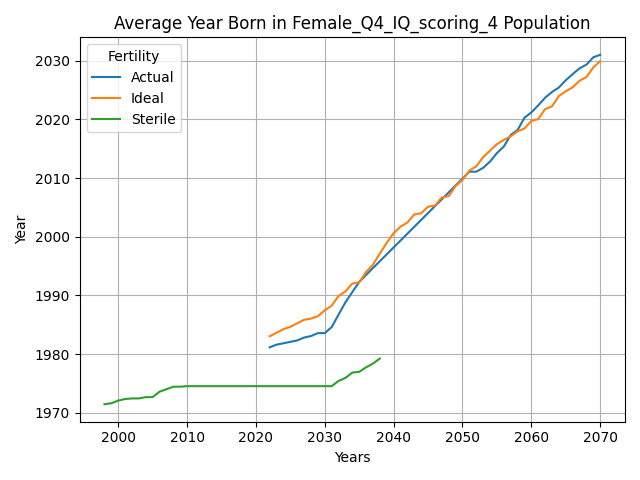 Average Year Born in Female_Q4_IQ_scoring_4 Population
Fertility
Actual
Ideal
Sterile
Year
2030
2020
2010
2000
1990
1980
1970
2000
2010
2020
2030
2040
2050
2060
2070
Years